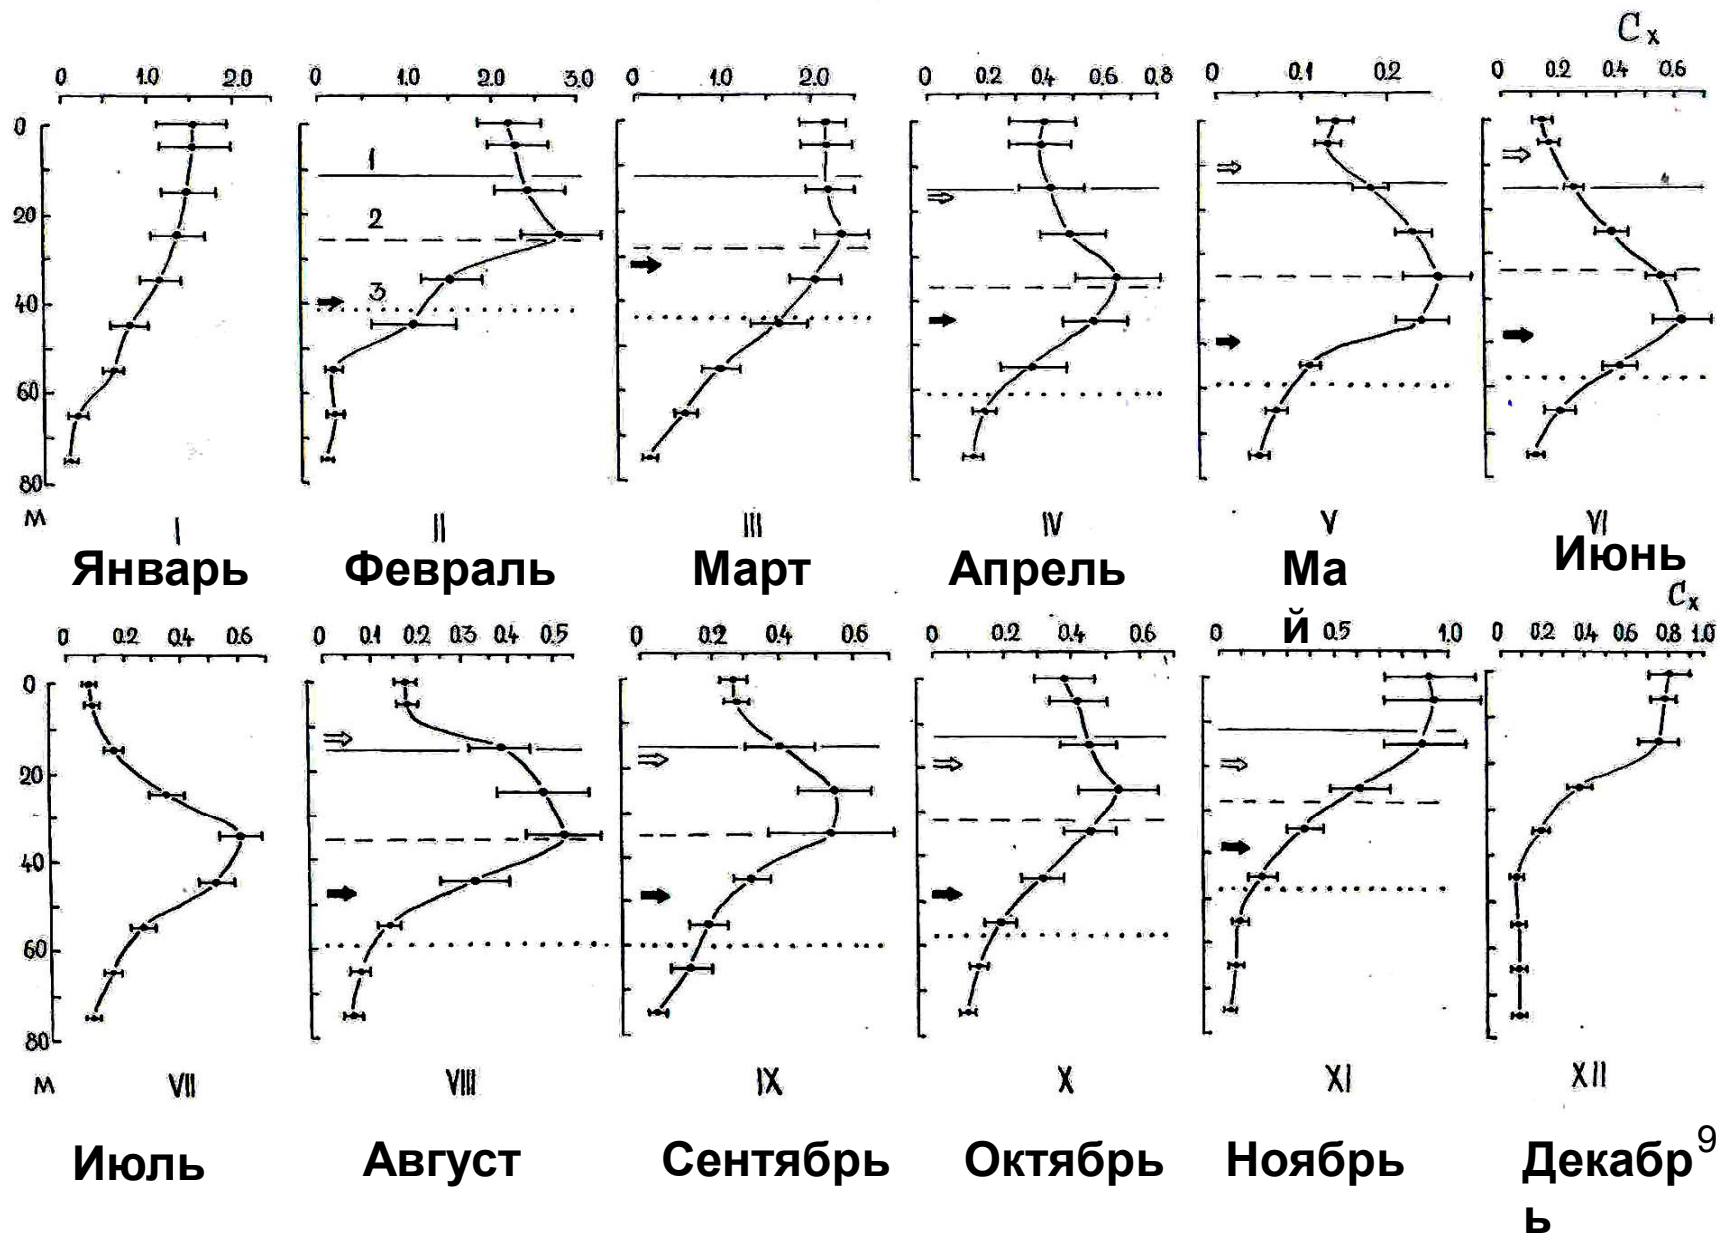 Cx
0 1.0 2.0 0 1.0 2.0 3.0 0 1.0 2.0 0 0.2 0.4 0.6 0.8 0 0.1 0.2 0 0.2 0.4 0.6
0
20
40
60
80
м
1
2
3
I II III IV V VI
Январь Февраль Март Апрель Ма
й
Июнь
Cx
0 0.2 0.4 0.6 0 0.1 0.2 0.3 0.4 0.5 0 0.2 0.4 0.6 0 0.2 0.4 0.6 0 0.5 1.0 0 0.2 0.4 0.6 0.8 1.0
0
20
40
60
80
м
VII VIII IX X XI XII
Июль Август Сентябрь Октябрь Ноябрь Декабр
ь
9